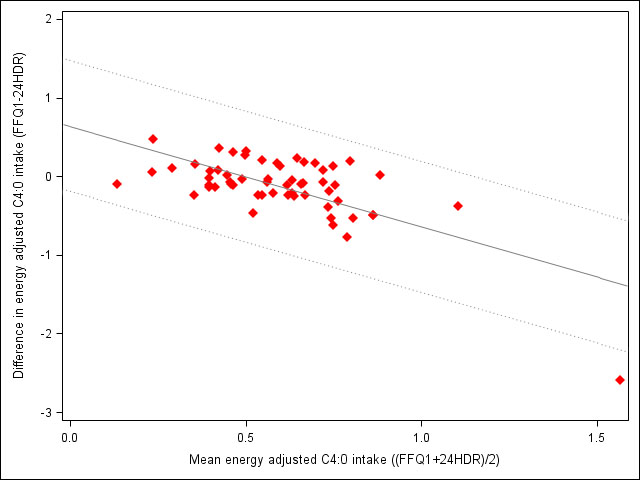 Difference in energy adjusted C4:0 intake (FFQ1-24HDR)
2
1
0
-1
-2
-3
0.0 0.5 1.0 1.5
Mean energy adjusted C4:0 intake ((FFQ1+24HDR)/2)